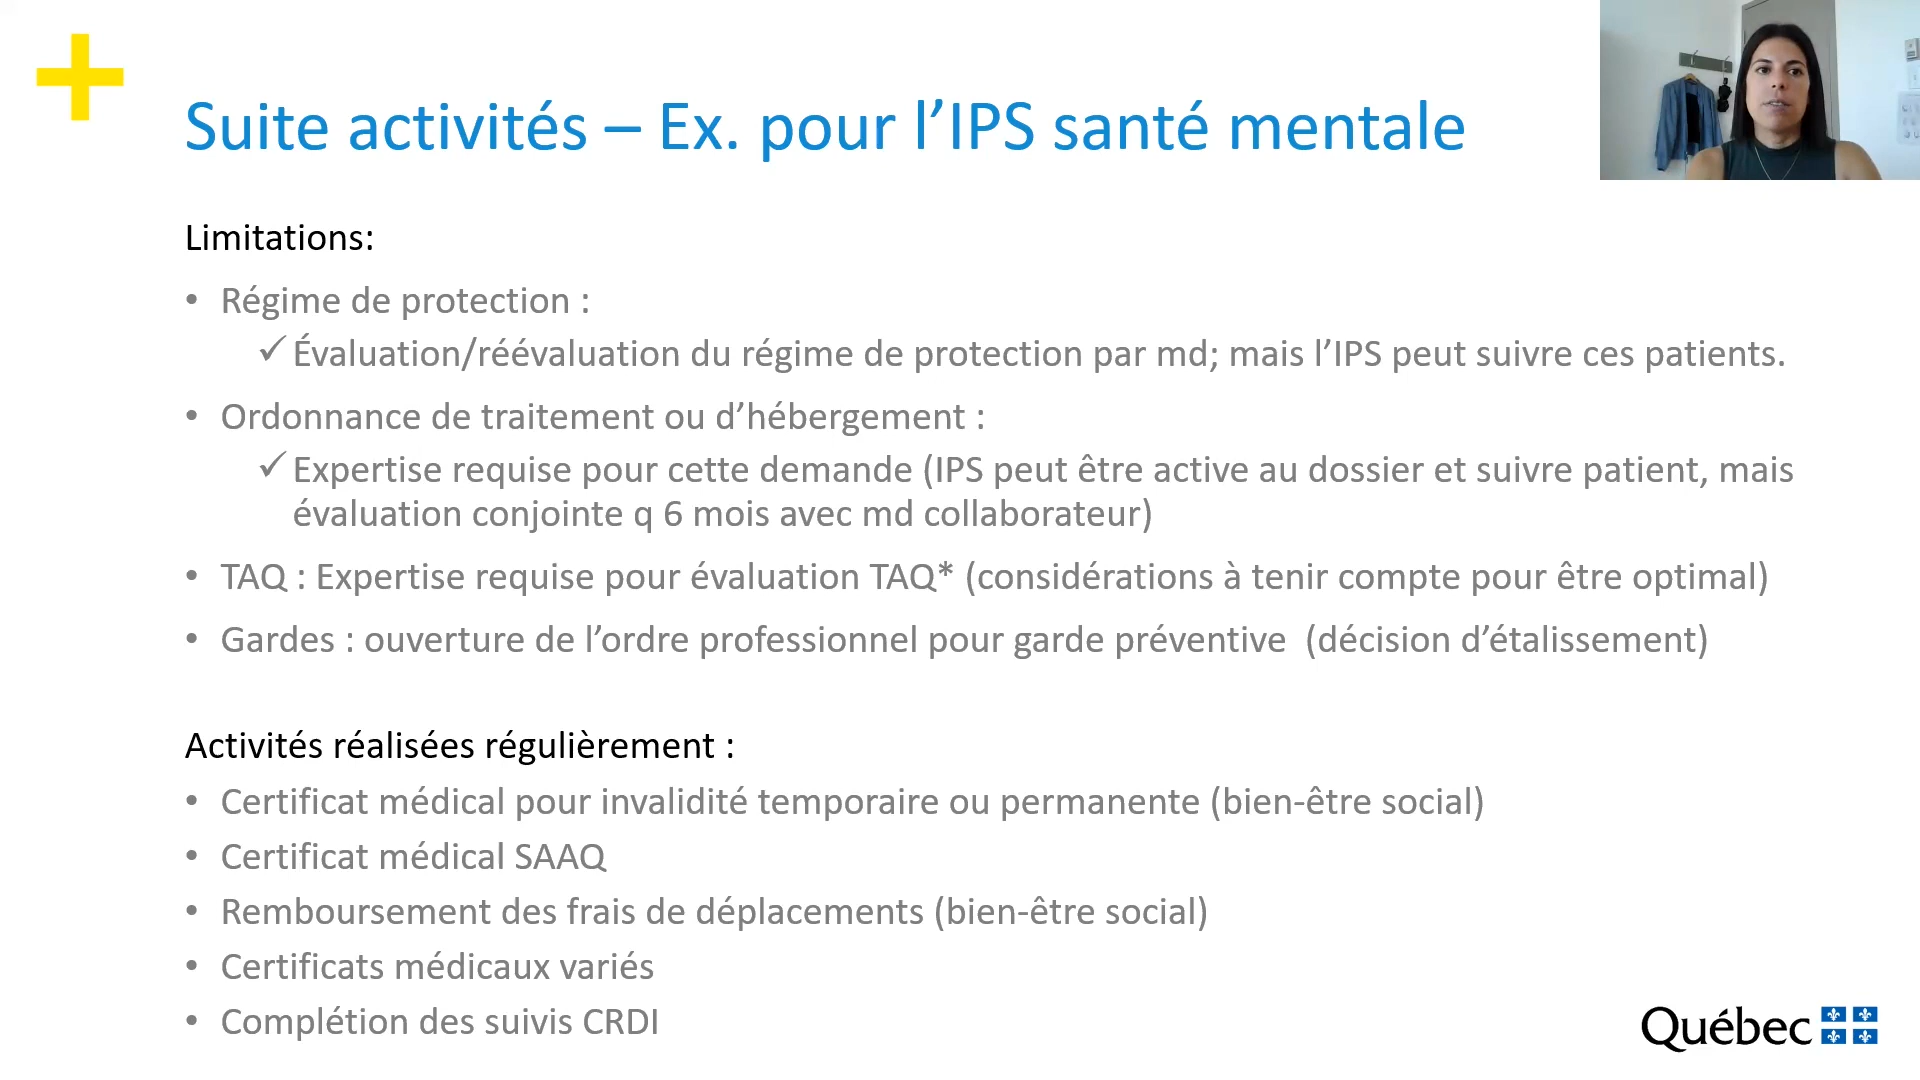 Suite activités – Ex. pour l’IPS santé mentale
Limitations:
• Régime de protection :
✓ Évaluation/réévaluation du régime de protection par md; mais l’IPS peut suivre ces patients.
• Ordonnance de traitement ou d’hébergement :
✓ Expertise requise pour cette demande (IPS peut être active au dossier et suivre patient, mais
évaluation conjointe q 6 mois avec md collaborateur)
• TAQ : Expertise requise pour évaluation TAQ* (considérations à tenir compte pour être optimal)
• Gardes : ouverture de l’ordre professionnel pour garde préventive (décision d’étalissement)
Activités réalisées régulièrement :
• Certificat médical pour invalidité temporaire ou permanente (bien-être social)
• Certificat médical SAAQ
• Remboursement des frais de déplacements (bien-être social)
• Certificats médicaux variés
• Complétion des suivis CRDI
Québec